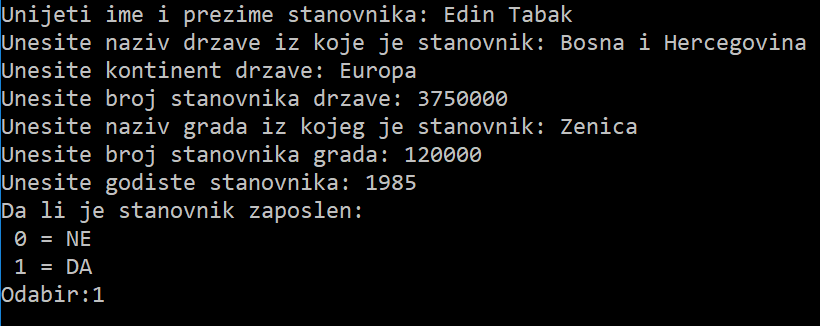 Unijeti ime i prezime stanovnika: Edin Tabak
Unesite naziv drzave iz koje je stanovnik: Bosna i Hercegovina
Unesite kontinent drzave: Europa
Unesite broj stanovnika drzave: 3750000
Unesite naziv grada iz kojeg je stanovnik: Zenica
Unesite broj stanovnika grada: 120000
Unesite godiste stanovnika: 1985
Da li je stanovnik zaposlen:
 0 = NE
 1 = DA
Odabir:1